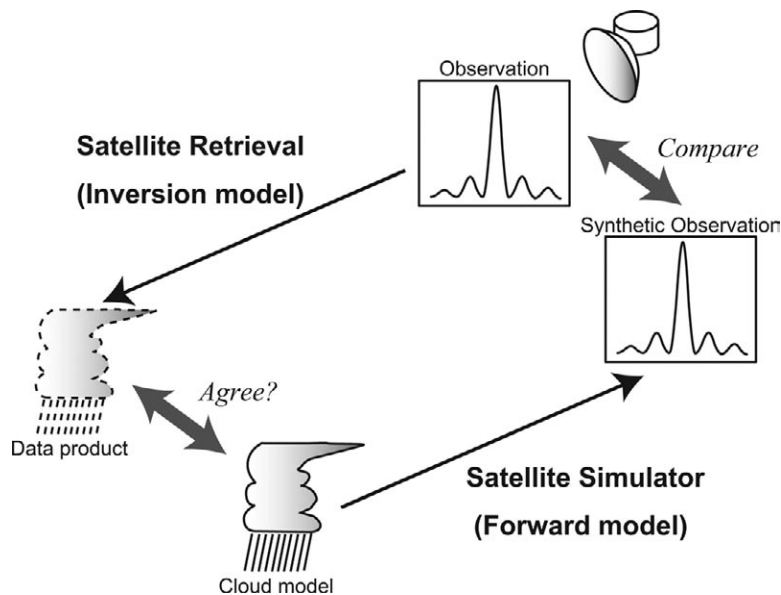 Observation
Satellite Retrieval
(Inversion model)
Compare
Synthetic Observation
Agree?
Data product
Satellite Simulator
(Forward model)
Cloud model